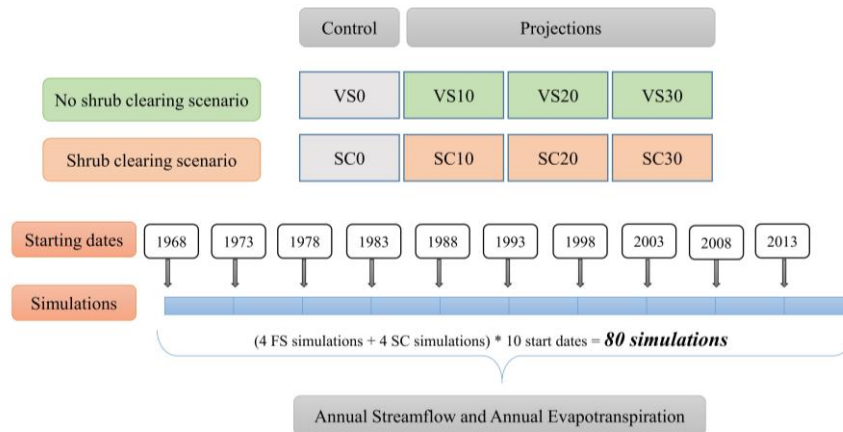 Control Projections
No shrub clearing scenario VS0 VS10 VS20 VS30
Shrub clearing scenario SC0 SC10 SC20 SC30
Starting dates 1968 1973 1978 1983 1988 1993 1998 2003 2008 2013
Simulations
(4 FS simulations + 4 SC simulations) * 10 start dates = 80 simulations
Annual Streamflow and Annual Evapotranspiration